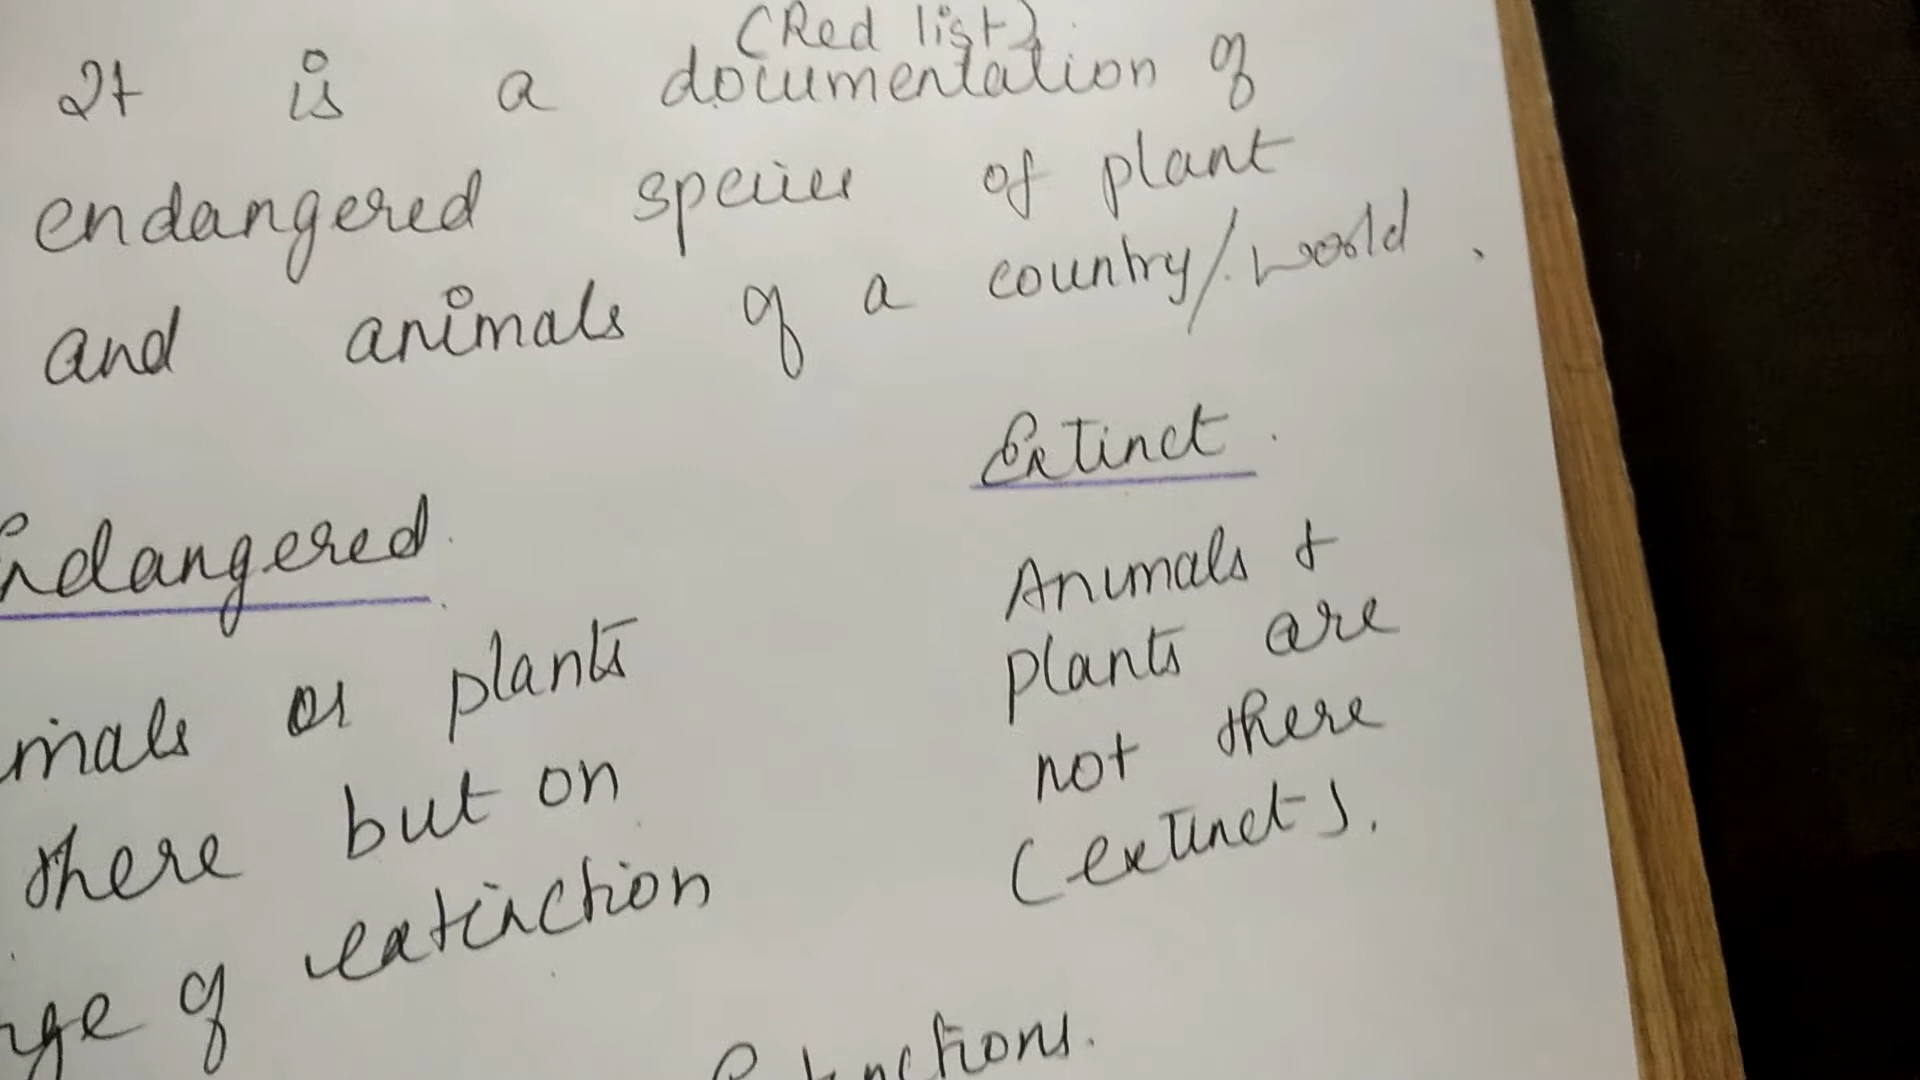 (Red list).
It is a documentation of
endangered species of plant
and animals of a country/world.
Endangered.
Extinct.
mals or plants
there but on
ge of extinction
Animals &
plants are
not there
(extinct).